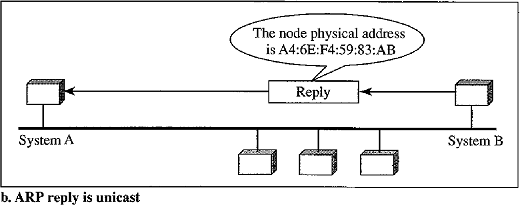 The node physical address
is A4:6E:F4:59:83:AB
Reply
System A
System B
b. ARP reply is unicast